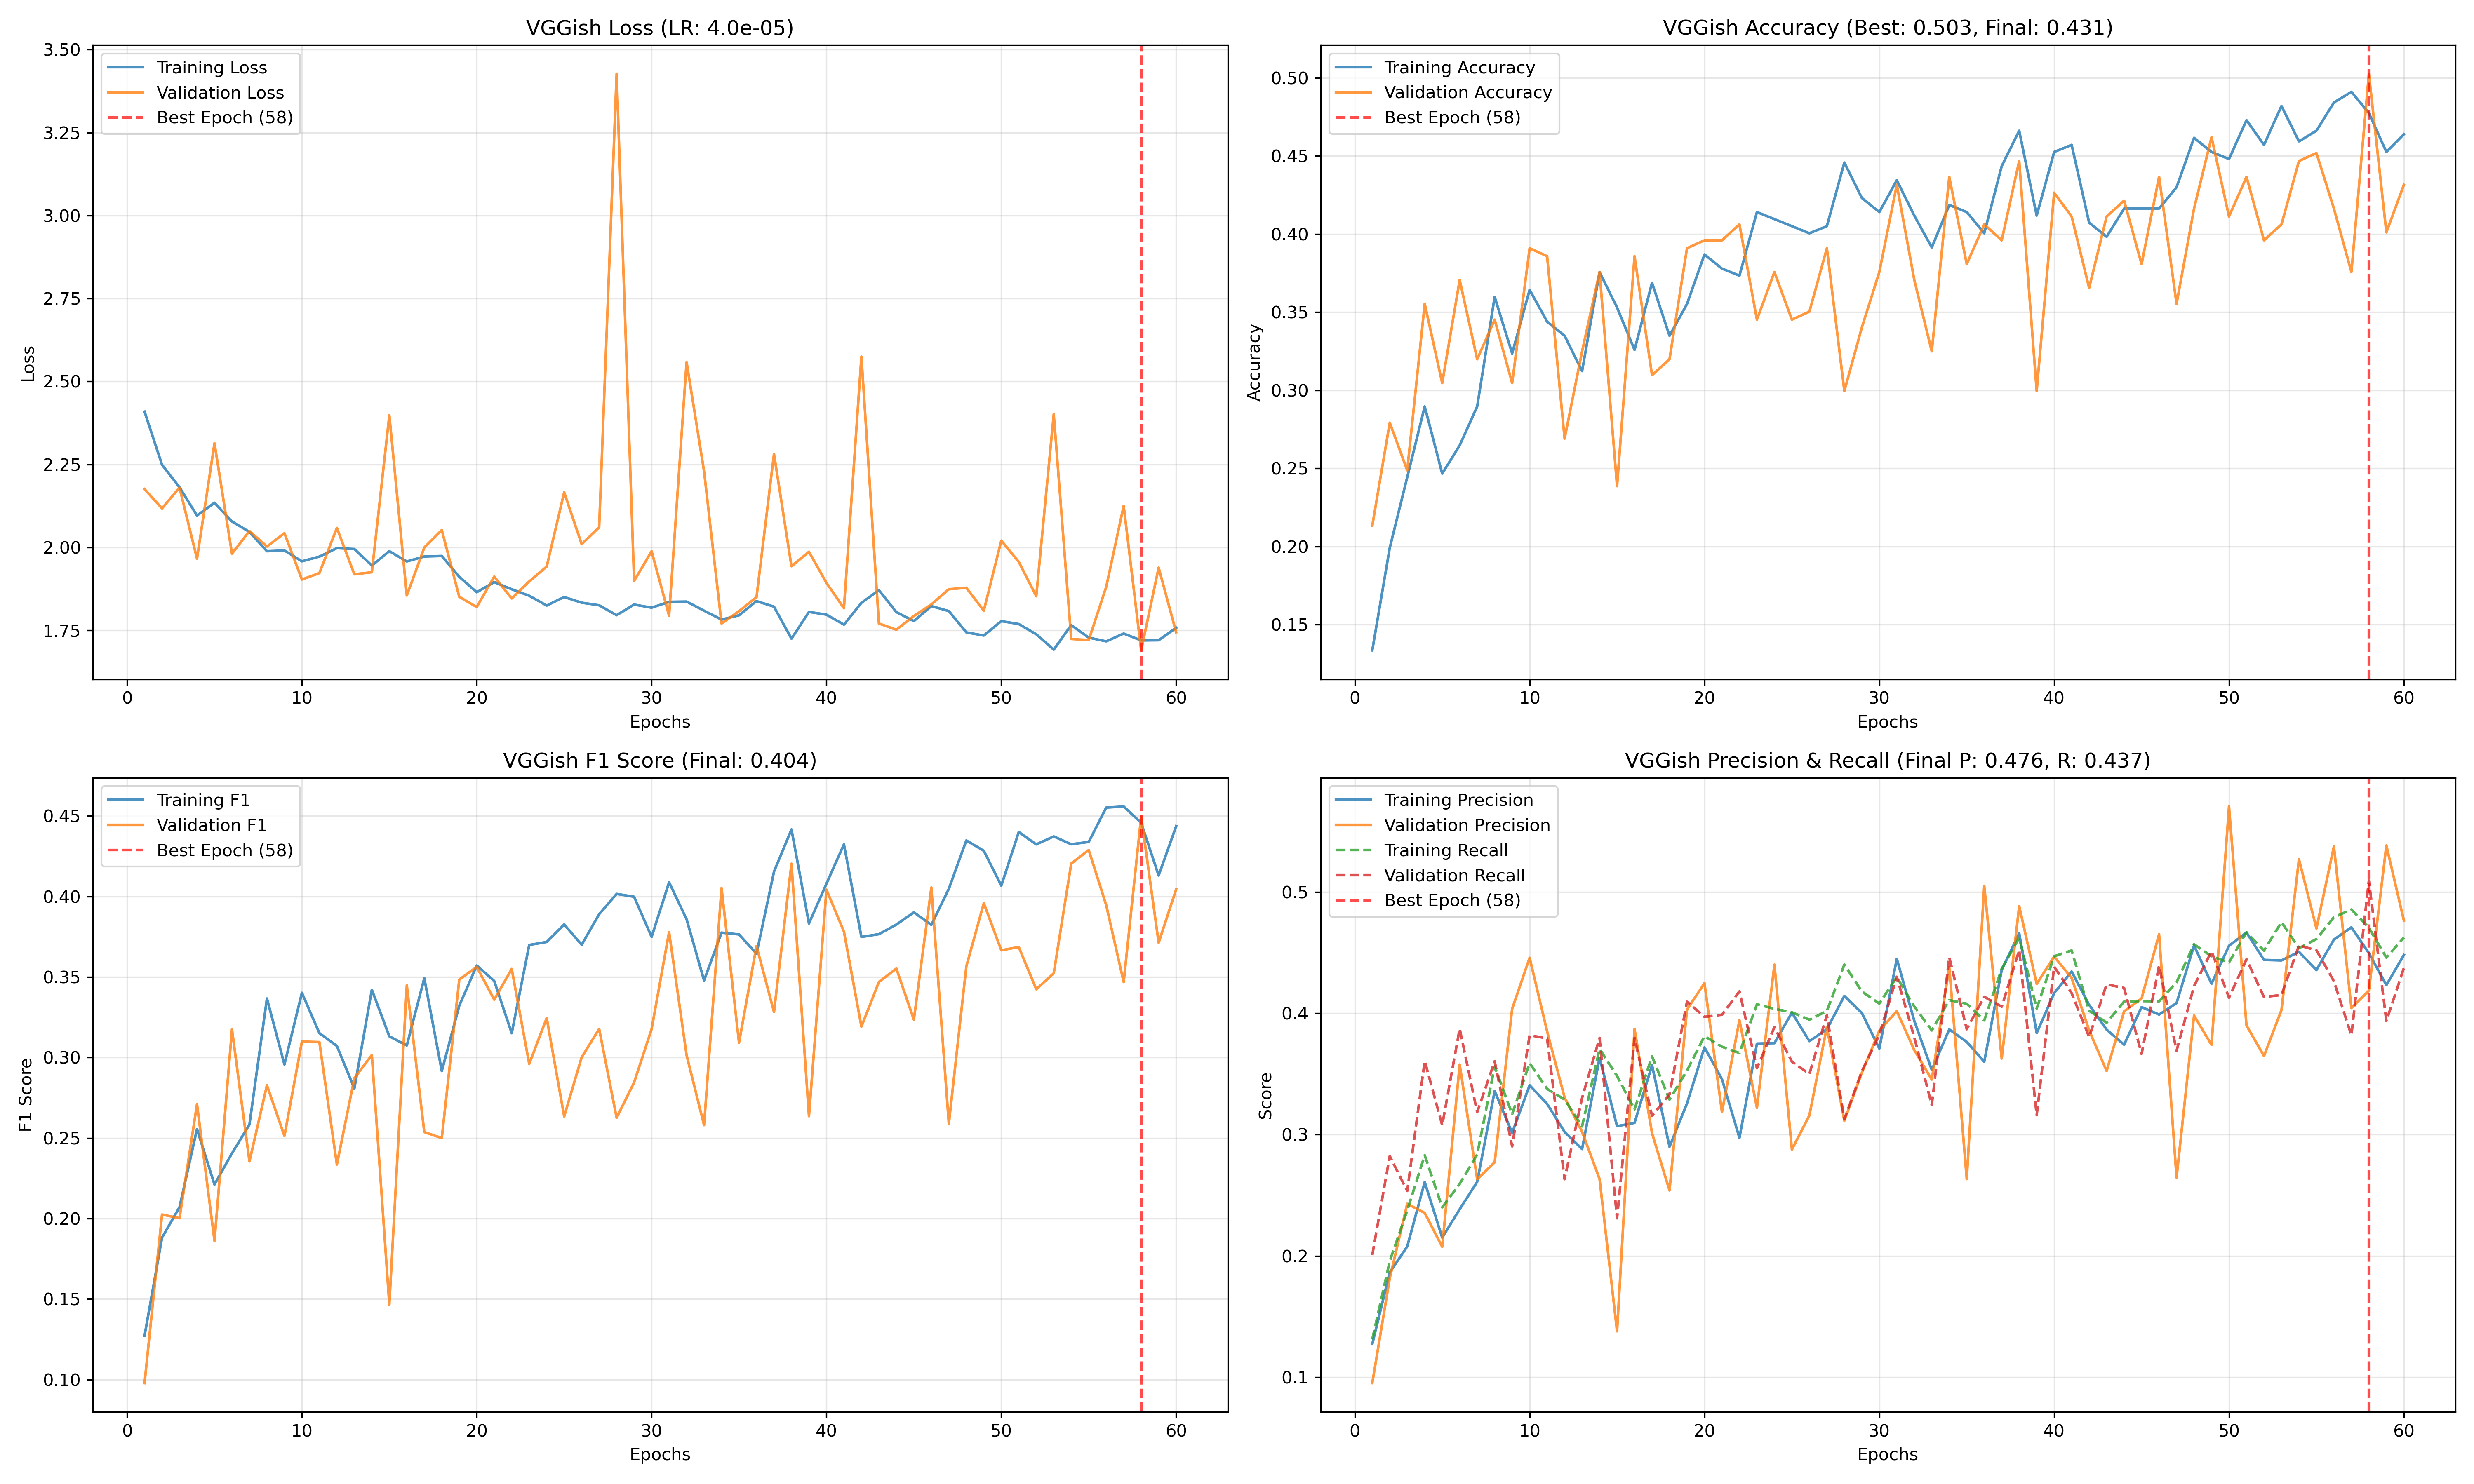 VGGish Loss (LR: 4.0e-05)
3.50
3.25
3.00
2.75
2.50
2.25
2.00
1.75
Loss
Training Loss
Validation Loss
Best Epoch (58)
0 10 20 30 40 50 60
Epochs
VGGish Accuracy (Best: 0.503, Final: 0.431)
0.50
0.45
0.40
0.35
0.30
0.25
0.20
0.15
Accuracy
Training Accuracy
Validation Accuracy
Best Epoch (58)
0 10 20 30 40 50 60
Epochs
VGGish F1 Score (Final: 0.404)
0.45
0.40
0.35
0.30
0.25
0.20
0.15
0.10
F1 Score
Training F1
Validation F1
Best Epoch (58)
0 10 20 30 40 50 60
Epochs
VGGish Precision & Recall (Final P: 0.476, R: 0.437)
0.5
0.4
0.3
0.2
0.1
Score
Training Precision
Validation Precision
Training Recall
Validation Recall
Best Epoch (58)
0 10 20 30 40 50 60
Epochs